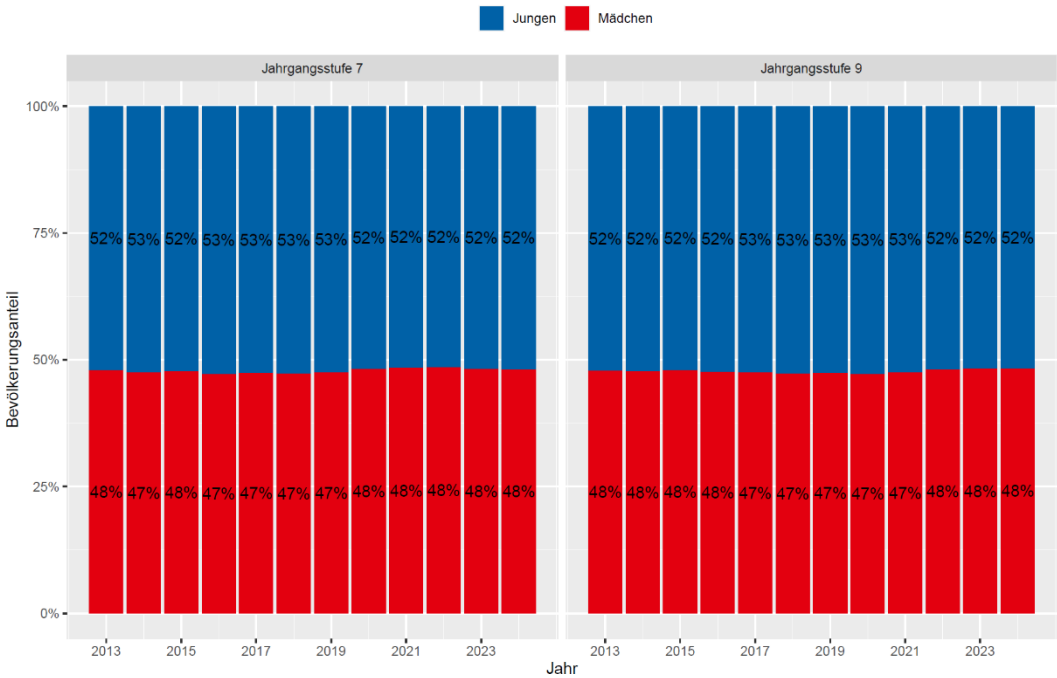 Jungen Mädchen
Jahrgangsstufe 7 Jahrgangsstufe 9
Bevölkerungsanteil
100%
75%
50%
25%
0%
52% 53% 52% 53% 53% 53% 53% 52% 52% 52% 52% 52%
52% 52% 52% 52% 53% 53% 53% 53% 53% 52% 52% 52%
48% 47% 48% 47% 47% 47% 47% 48% 48% 48% 48% 48%
48% 48% 48% 48% 47% 47% 47% 47% 47% 48% 48% 48%
2013 2015 2017 2019 2021 2023
2013 2015 2017 2019 2021 2023
Jahr